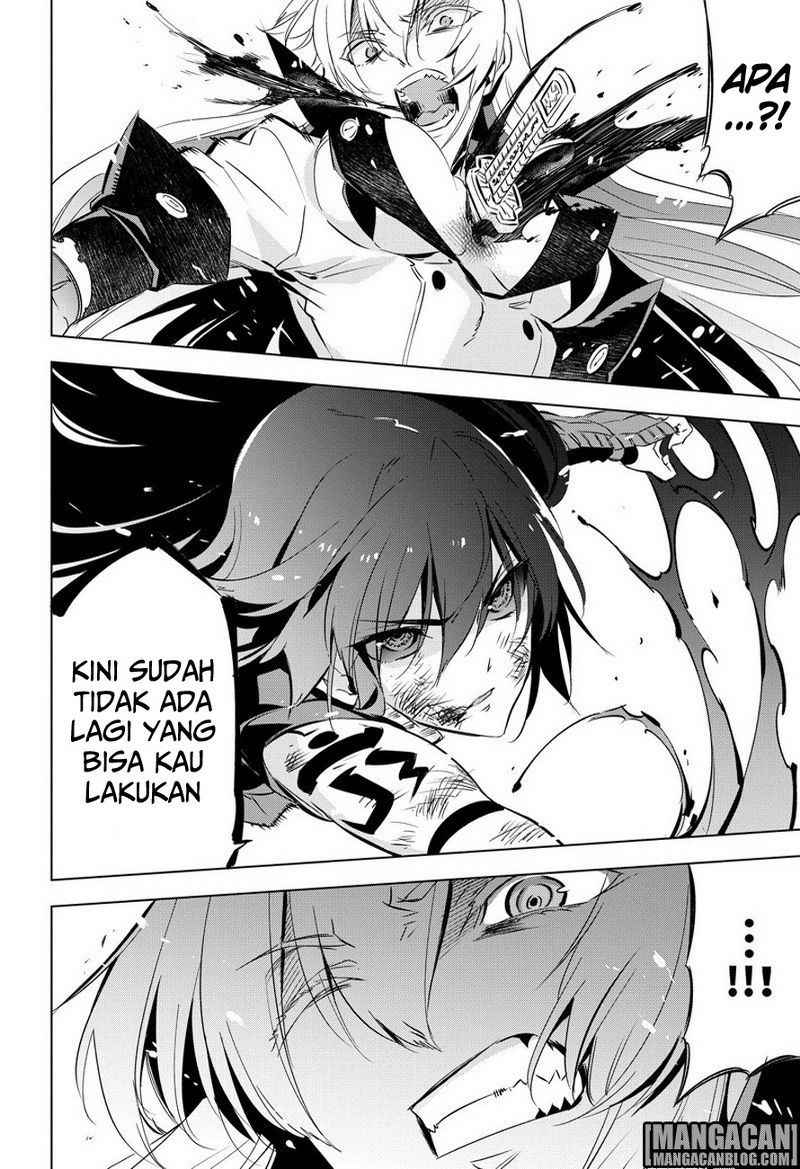 APA
...?!
KINI SUDAH
TIDAK ADA
LAGI YANG
BISA KAU
LAKUKAN
...
!!!
[MANGACAN]
MANGACANBLOG.COM